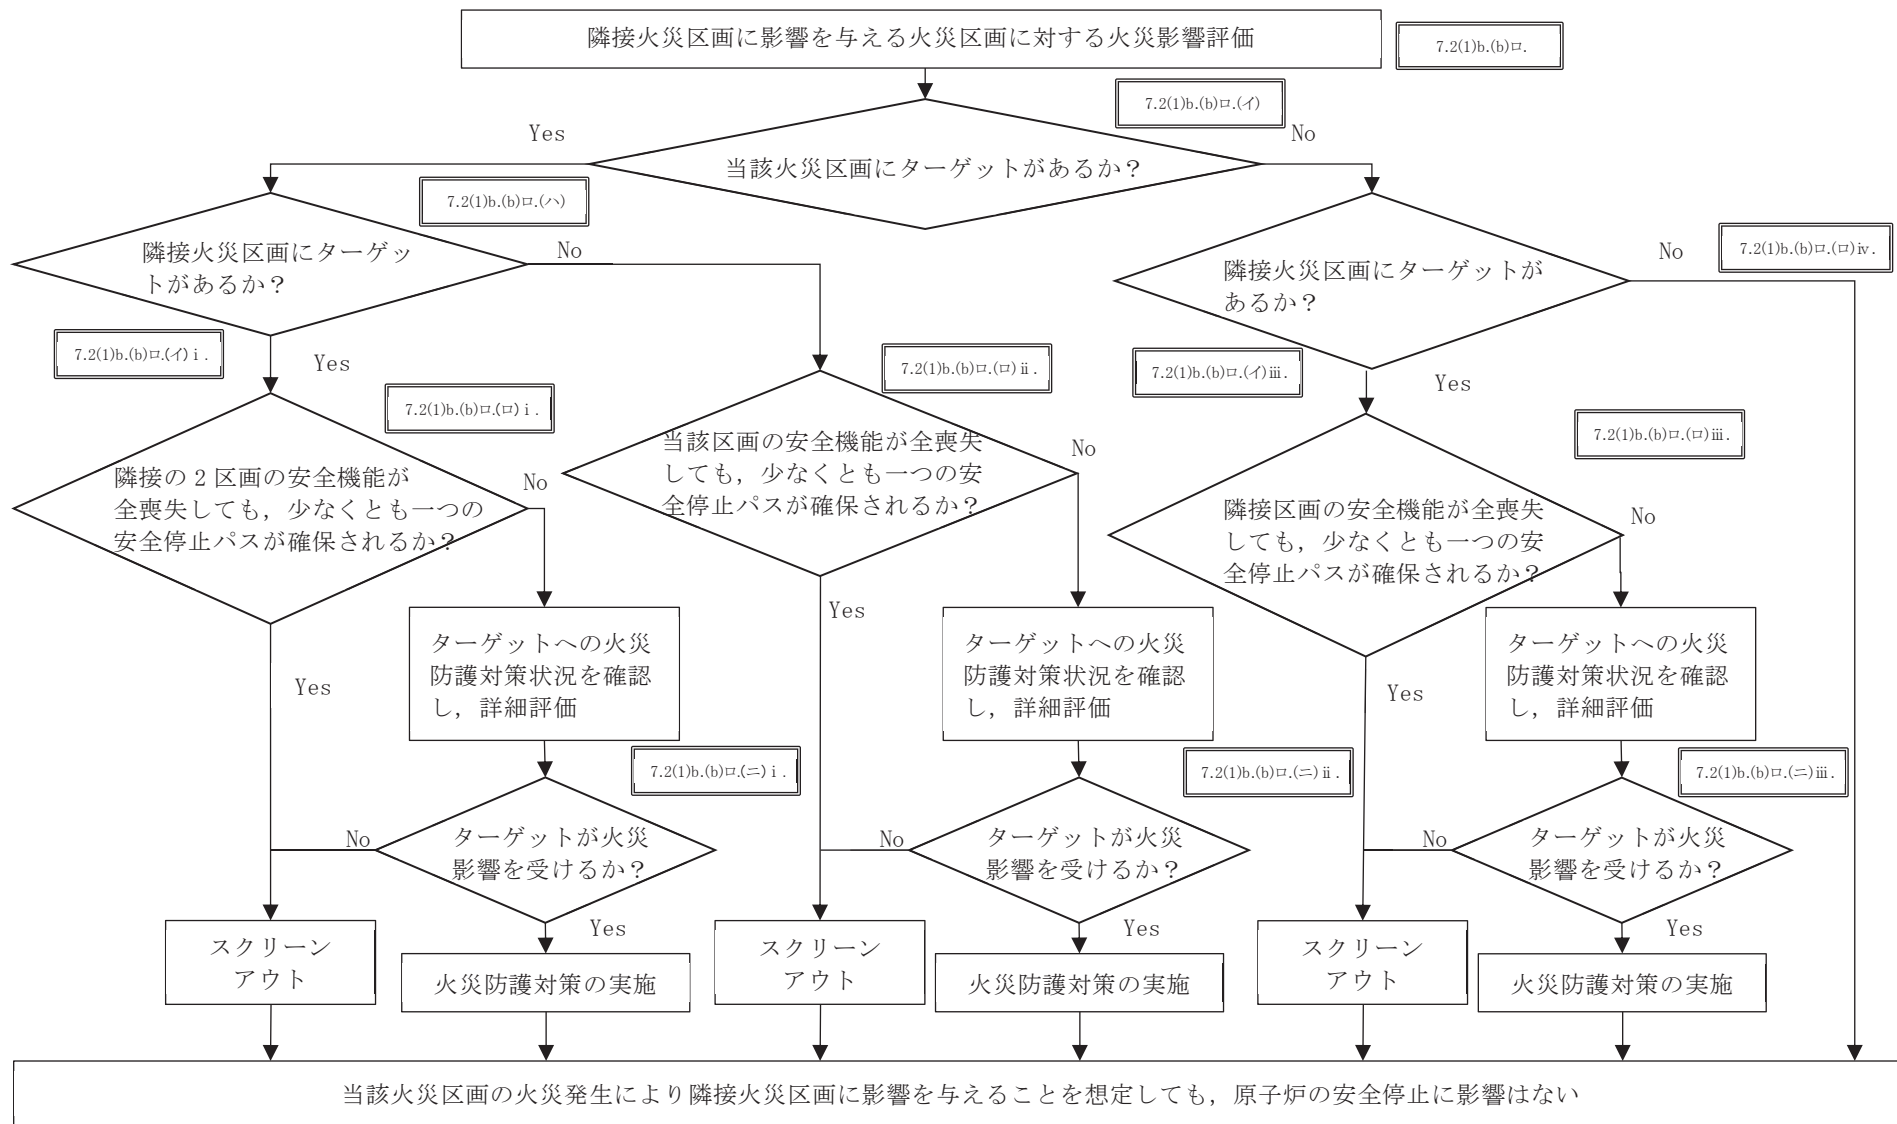 隣接火災区画に影響を与える火災区画に対する火災影響評価
7.2(1)b.(b)ロ.
7.2(1)b.(b)ロ.(イ)
Yes
No
当該火災区画にターゲットがあるか？
7.2(1)b.(b)ロ.(ハ)
隣接火災区画にターゲッ
トがあるか？
No
隣接火災区画にターゲットが
あるか？
No
7.2(1)b.(b)ロ.(ロ)ⅳ.
7.2(1)b.(b)ロ.(イ)ⅰ.
Yes
7.2(1)b.(b)ロ.(ロ)ⅱ.
7.2(1)b.(b)ロ.(イ)ⅲ.
Yes
7.2(1)b.(b)ロ.(ロ)ⅰ.
7.2(1)b.(b)ロ.(ロ)ⅲ.
隣接の 2 区画の安全機能が
全喪失しても，少なくとも一つの
安全停止パスが確保されるか？
No
当該区画の安全機能が全喪失
しても，少なくとも一つの安
全停止パスが確保されるか？
No
隣接区画の安全機能が全喪失
しても，少なくとも一つの安
全停止パスが確保されるか？
No
Yes
ターゲットへの火災
防護対策状況を確認
し，詳細評価
Yes
ターゲットへの火災
防護対策状況を確認
し，詳細評価
Yes
ターゲットへの火災
防護対策状況を確認
し，詳細評価
7.2(1)b.(b)ロ.(ニ)ⅰ.
7.2(1)b.(b)ロ.(ニ)ⅱ.
7.2(1)b.(b)ロ.(ニ)ⅲ.
No
ターゲットが火災
影響を受けるか？
No
ターゲットが火災
影響を受けるか？
No
ターゲットが火災
影響を受けるか？
Yes
Yes
Yes
スクリーン
アウト
火災防護対策の実施
スクリーン
アウト
火災防護対策の実施
スクリーン
アウト
火災防護対策の実施
当該火災区画の火災発生により隣接火災区画に影響を与えることを想定しても，原子炉の安全停止に影響はない